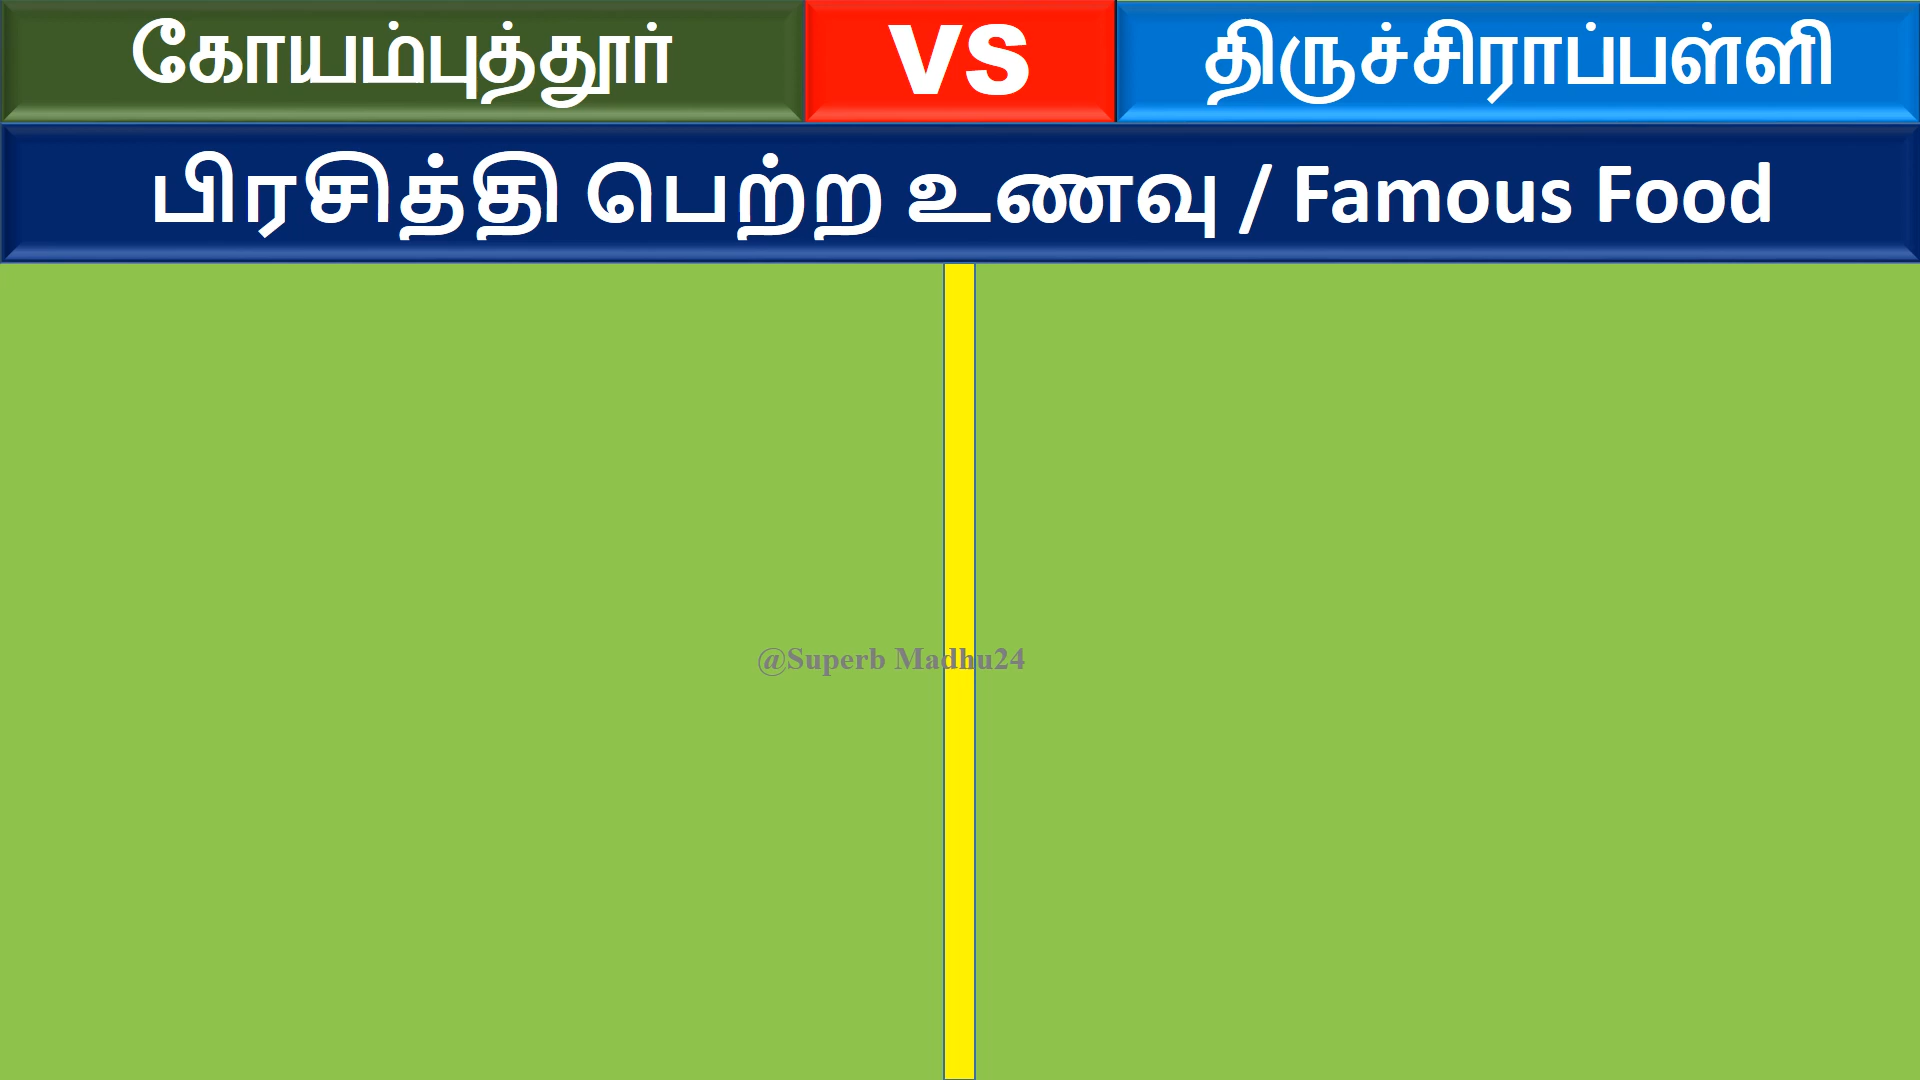 கோயம்புத்தூர் VS திருச்சிராப்பள்ளி
பிரசித்தி பெற்ற உணவு / Famous Food
@Superb Madhu24